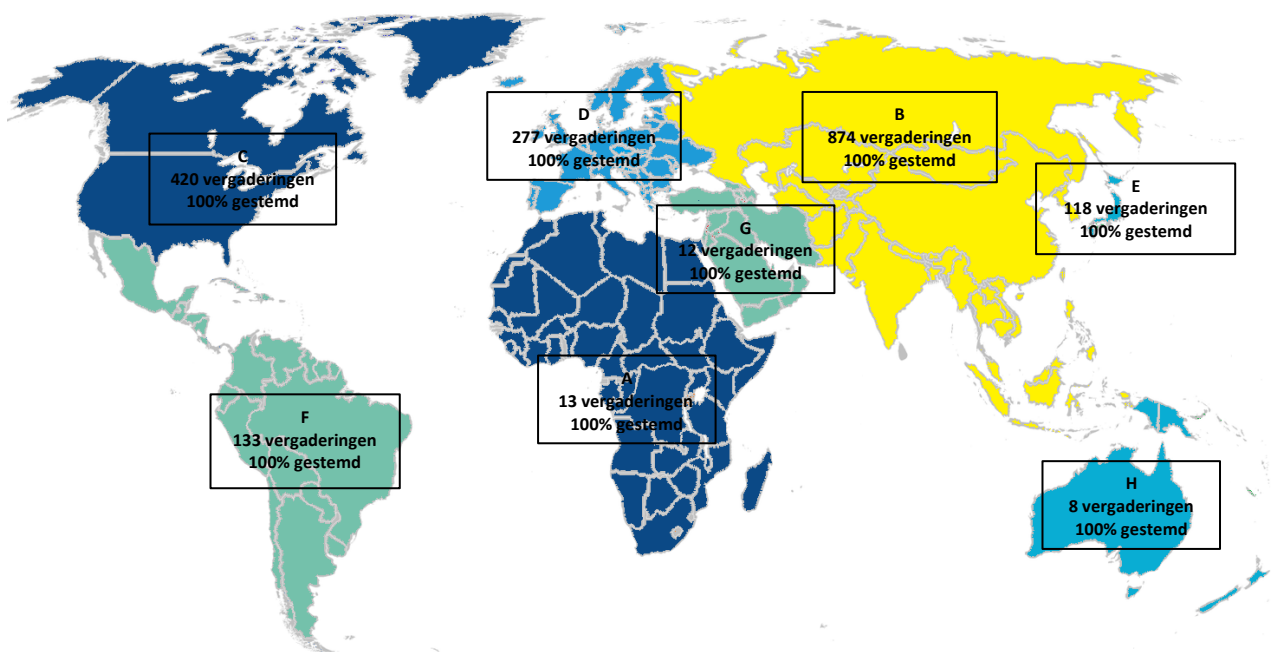 D
277 vergaderingen
100% gestemd
B
874 vergaderingen
100% gestemd
C
420 vergaderingen
100% gestemd
E
118 vergaderingen
100% gestemd
G
12 vergaderingen
100% gestemd
A
13 vergaderingen
100% gestemd
F
133 vergaderingen
100% gestemd
H
8 vergaderingen
100% gestemd